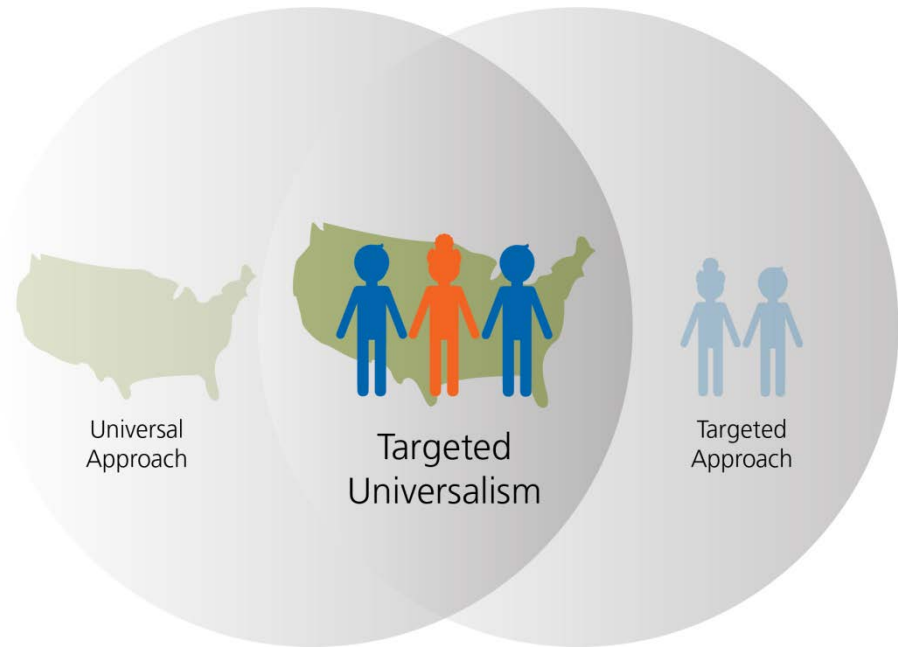 Universal
Approach
Targeted
Universalism
Targeted
Approach